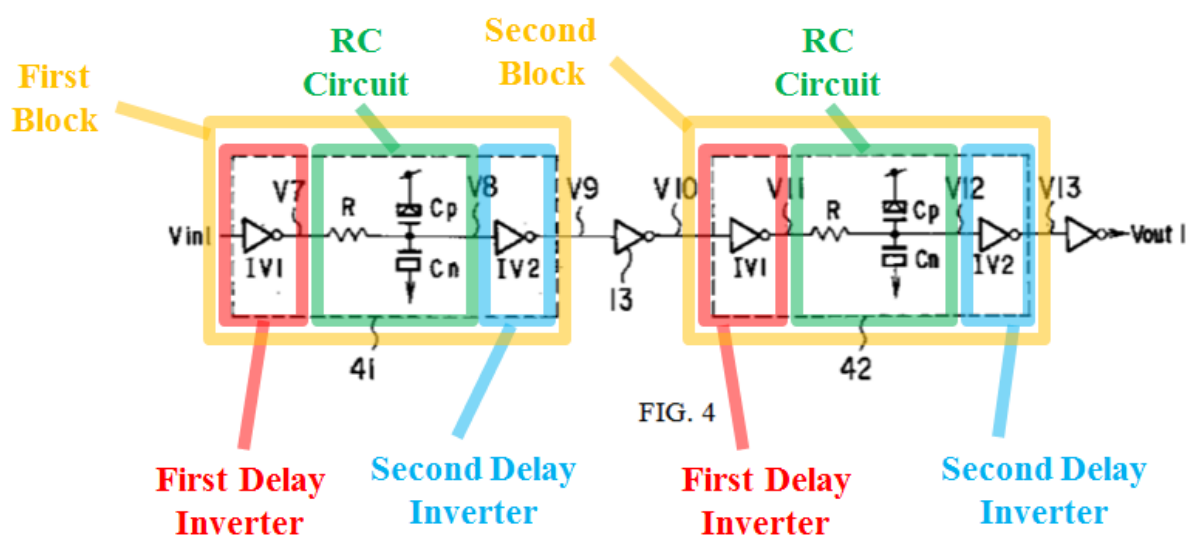 RC
Circuit
Second
Block
RC
Circuit
First
Block
V7
R
Cp
V8
V9
V10
V11
R
Cp
V12
V13
Vin1
IV1
Cn
IV2
13
IV1
Cn
IV2
Vout 1
41
42
FIG. 4
First Delay
Inverter
Second Delay
Inverter
First Delay
Inverter
Second Delay
Inverter